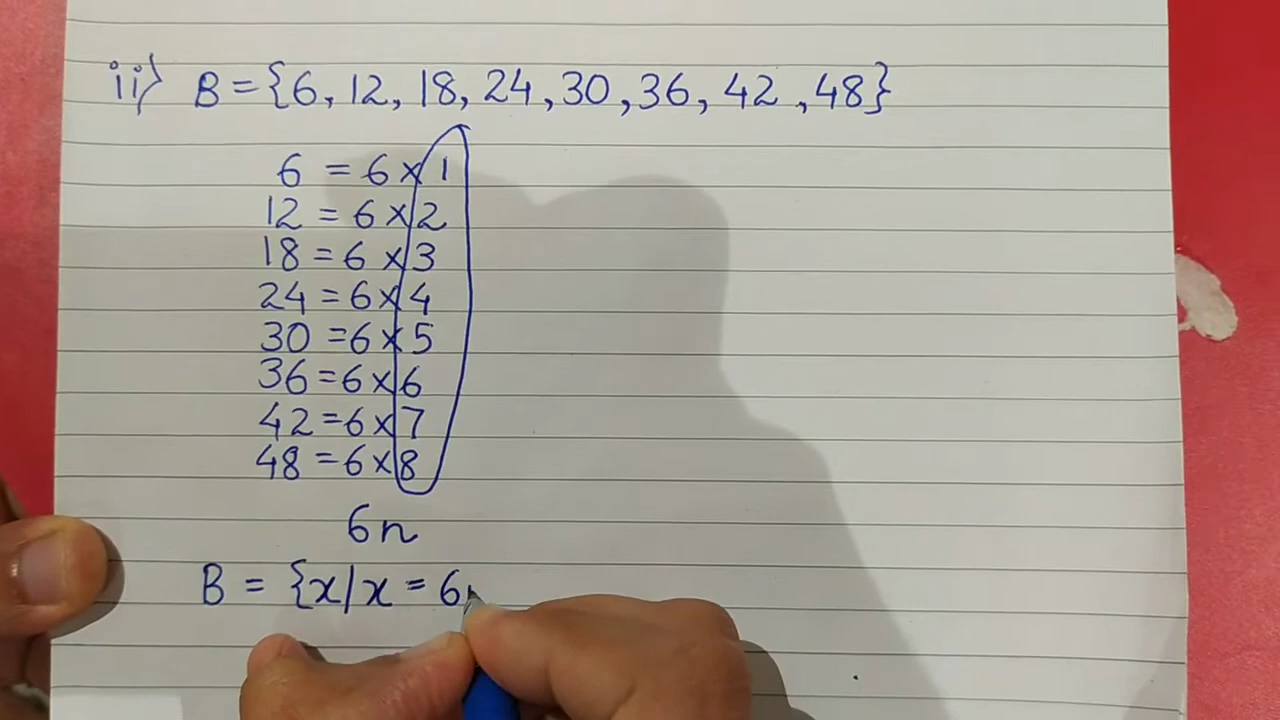 ii) B = {6, 12, 18, 24, 30, 36, 42, 48}
6 = 6 × 1
12 = 6 × 2
18 = 6 × 3
24 = 6 × 4
30 = 6 × 5
36 = 6 × 6
42 = 6 × 7
48 = 6 × 8
6n
B = {x/x = 6